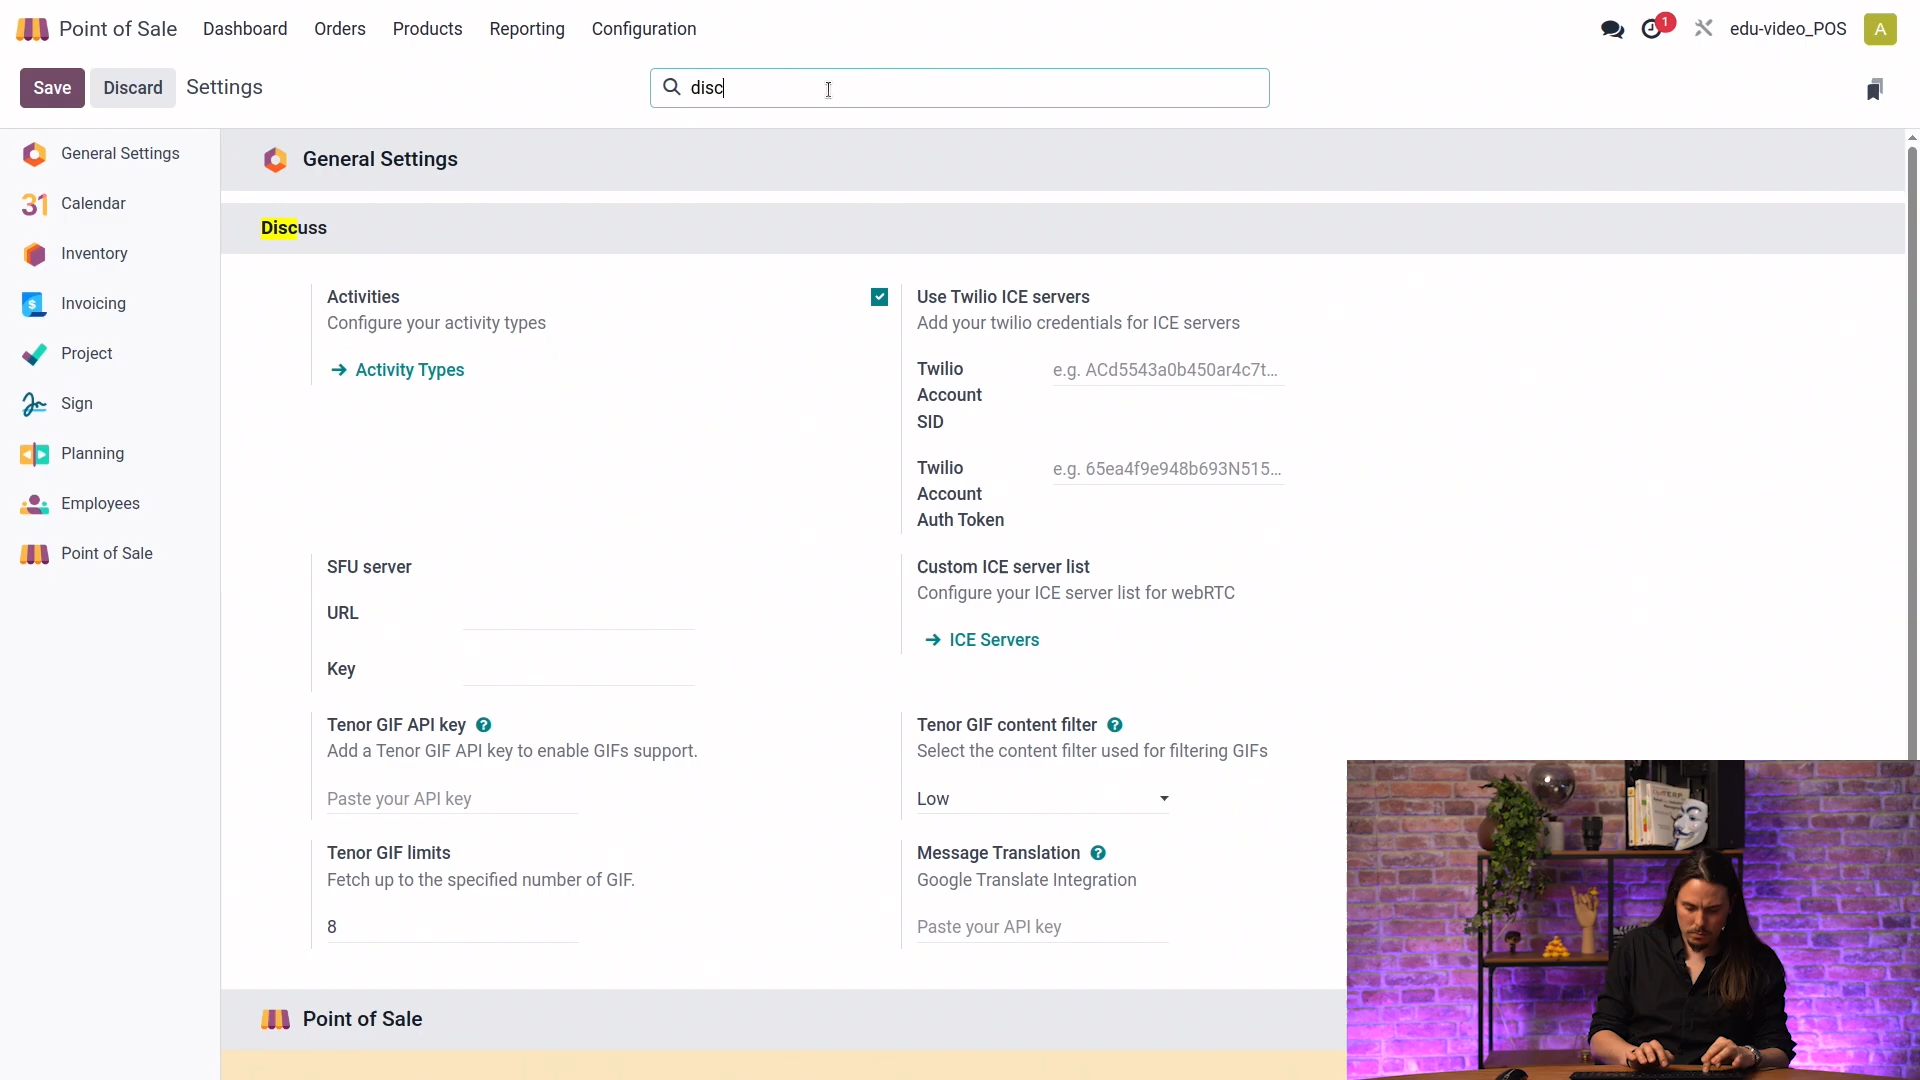 Point of Sale
Dashboard
Orders
Products
Reporting
Configuration
1
edu-video_POS
A
Save
Discard
Settings
disc
General Settings
31 Calendar
Inventory
$ Invoicing
Project
Sign
Planning
Employees
Point of Sale
General Settings
Discuss
Activities
Configure your activity types
Activity Types
Use Twilio ICE servers
Add your twilio credentials for ICE servers
Twilio
Account
SID
e.g. ACd5543a0b450ar4c7t...
Twilio
Account
Auth Token
e.g. 65ea4f9e948b693N515...
SFU server
URL
Key
Custom ICE server list
Configure your ICE server list for webRTC
ICE Servers
Tenor GIF API key ?
Add a Tenor GIF API key to enable GIFs support.
Paste your API key
Tenor GIF content filter ?
Select the content filter used for filtering GIFs
Low
Tenor GIF limits
Fetch up to the specified number of GIF.
8
Message Translation ?
Google Translate Integration
Paste your API key
Point of Sale